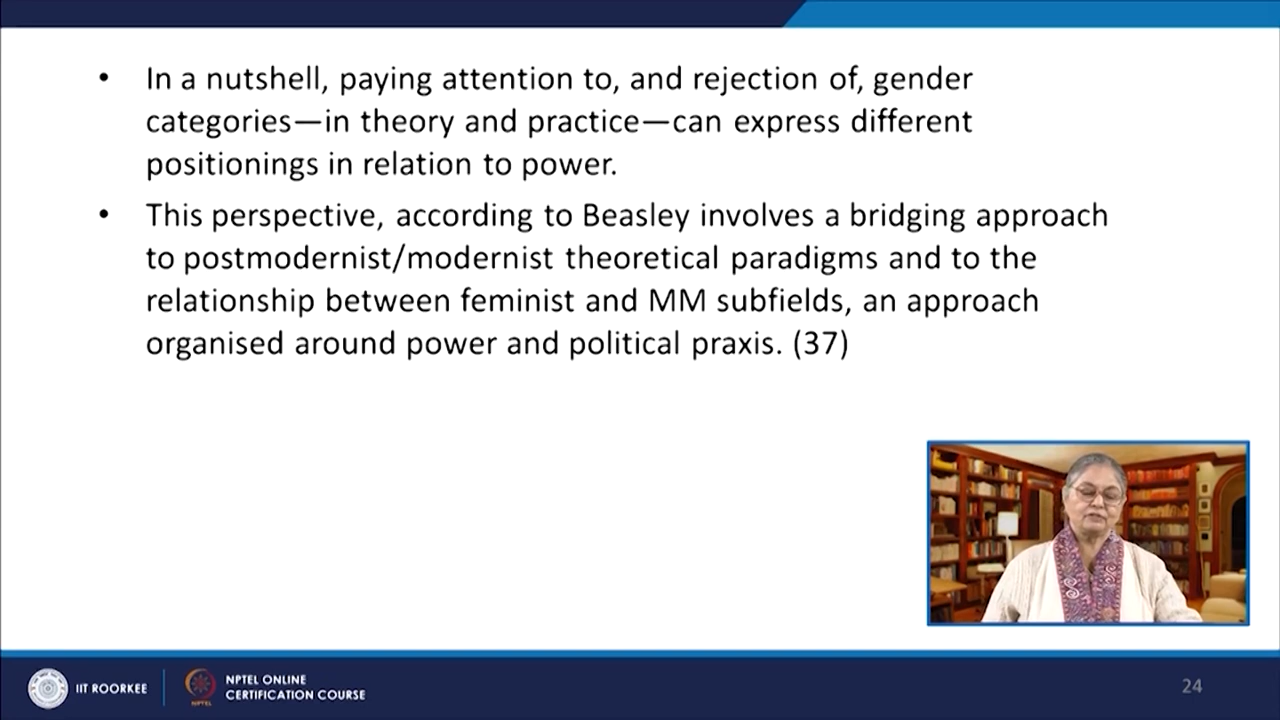 • In a nutshell, paying attention to, and rejection of, gender
categories—in theory and practice—can express different
positionings in relation to power.
• This perspective, according to Beasley involves a bridging approach
to postmodernist/modernist theoretical paradigms and to the
relationship between feminist and MM subfields, an approach
organised around power and political praxis. (37)
IIT ROORKEE
NPTEL
NPTEL ONLINE
CERTIFICATION COURSE
24